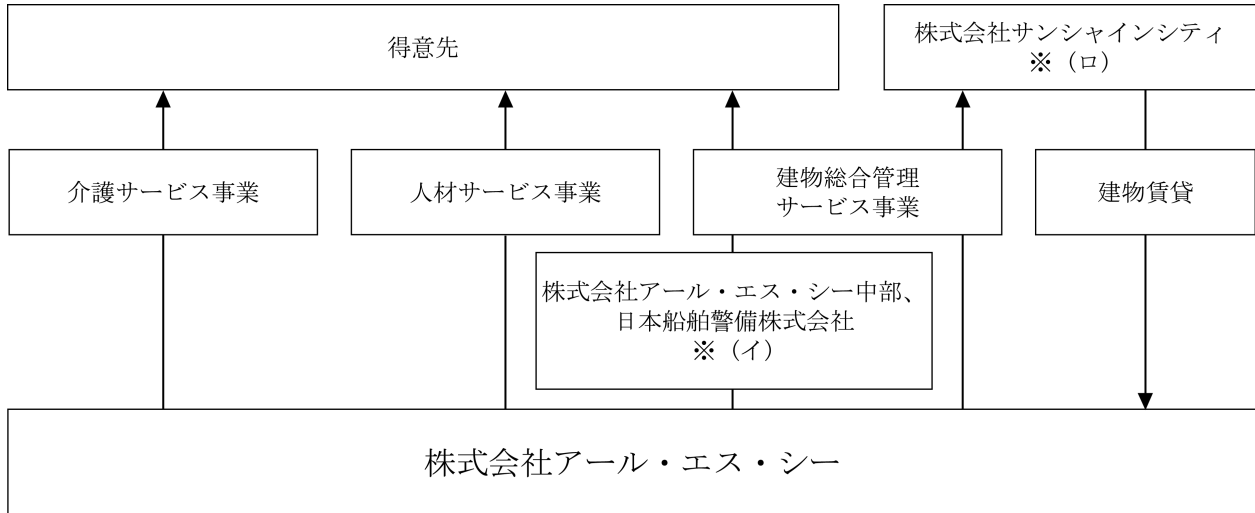 得意先
株式会社サンシャインシティ
※（ロ）
介護サービス事業
人材サービス事業
建物総合管理
サービス事業
建物賃貸
株式会社アール・エス・シー中部、
日本船舶警備株式会社
※（イ）
株式会社アール・エス・シー